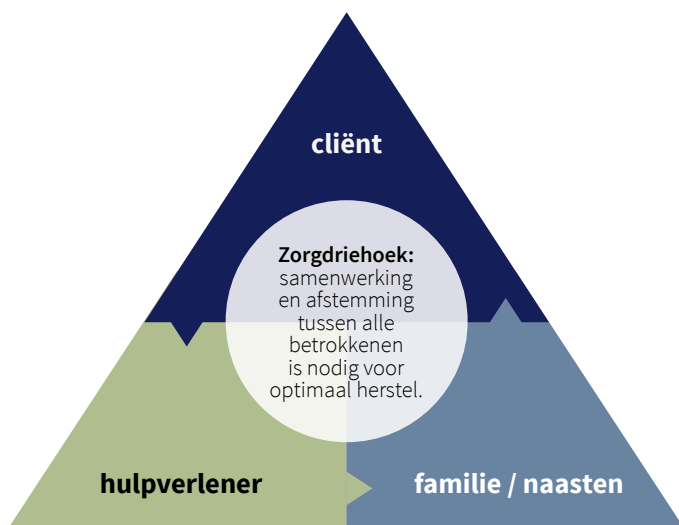 cliënt
Zorgdriehoek:
samenwerking
en afstemming
tussen alle
betrokkenen
is nodig voor
optimaal herstel.
hulpverlener
familie / naasten